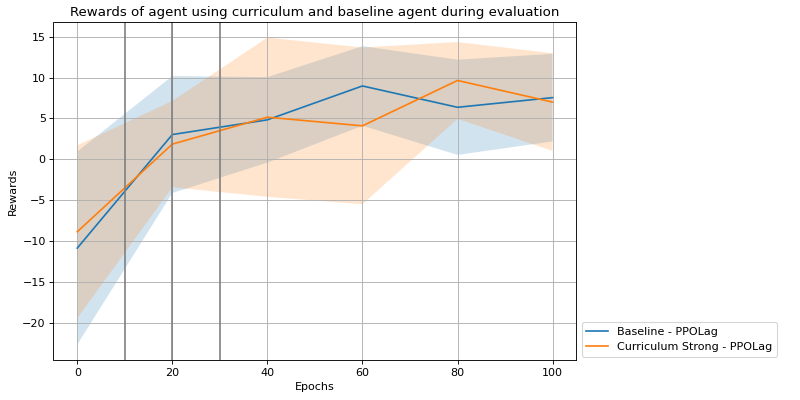 Rewards of agent using curriculum and baseline agent during evaluation
15
10
5
0
−5
−10
−15
−20
Rewards
0 20 40 60 80 100
Epochs
Baseline - PPOLag
Curriculum Strong - PPOLag